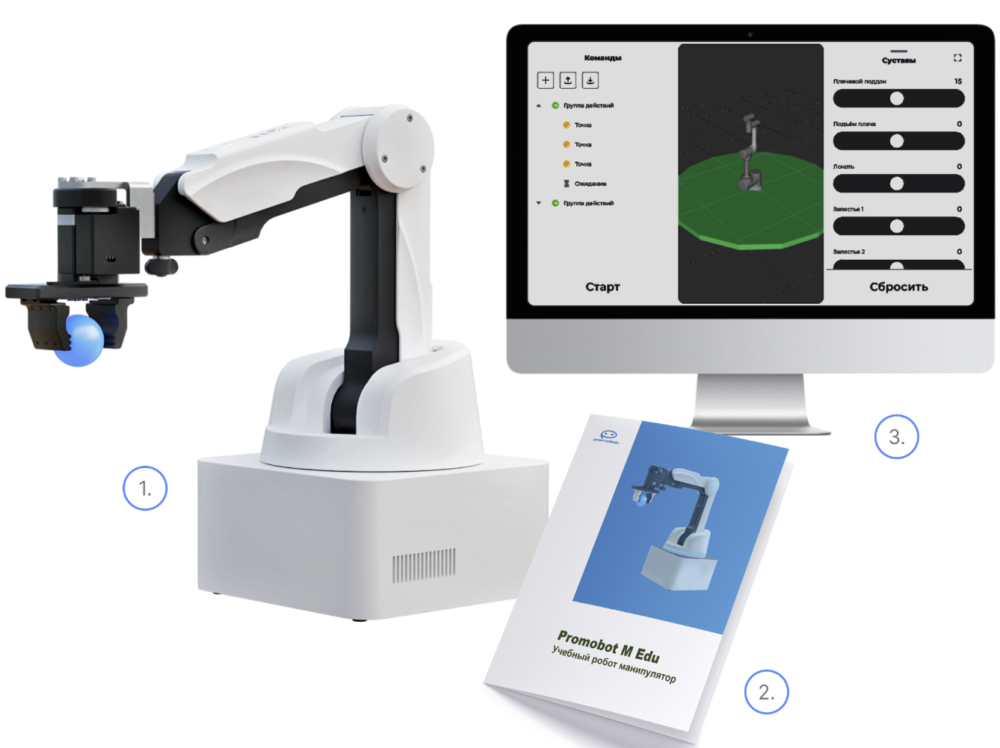 Команды
Группа действий
Точка
Точка
Точка
Ожидание
Группа действий
Старт
Суставы
Плечевой поддон 15
Подъём плеча 0
Локоть 0
Запястье 1 0
Запястье 2 0
Сбросить
1.
3.
promobot
Promobot M Edu
Учебный робот манипулятор
2.